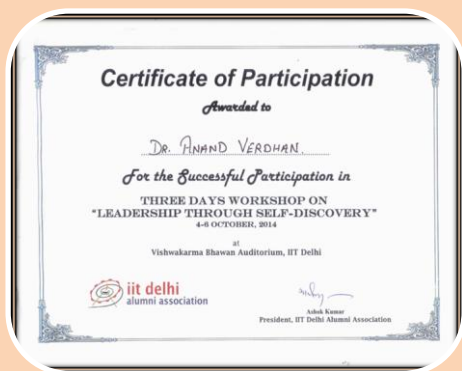 Certificate of Participation
Awarded to
DR. ANAND VERDHAN.
For the Successful Participation in
THREE DAYS WORKSHOP ON
"LEADERSHIP THROUGH SELF-DISCOVERY"
4-6 OCTOBER, 2014
at
Vishwakarma Bhawan Auditorium, IIT Delhi
iit delhi
alumni association
Ashok Kumar
President, IIT Delhi Alumni Association